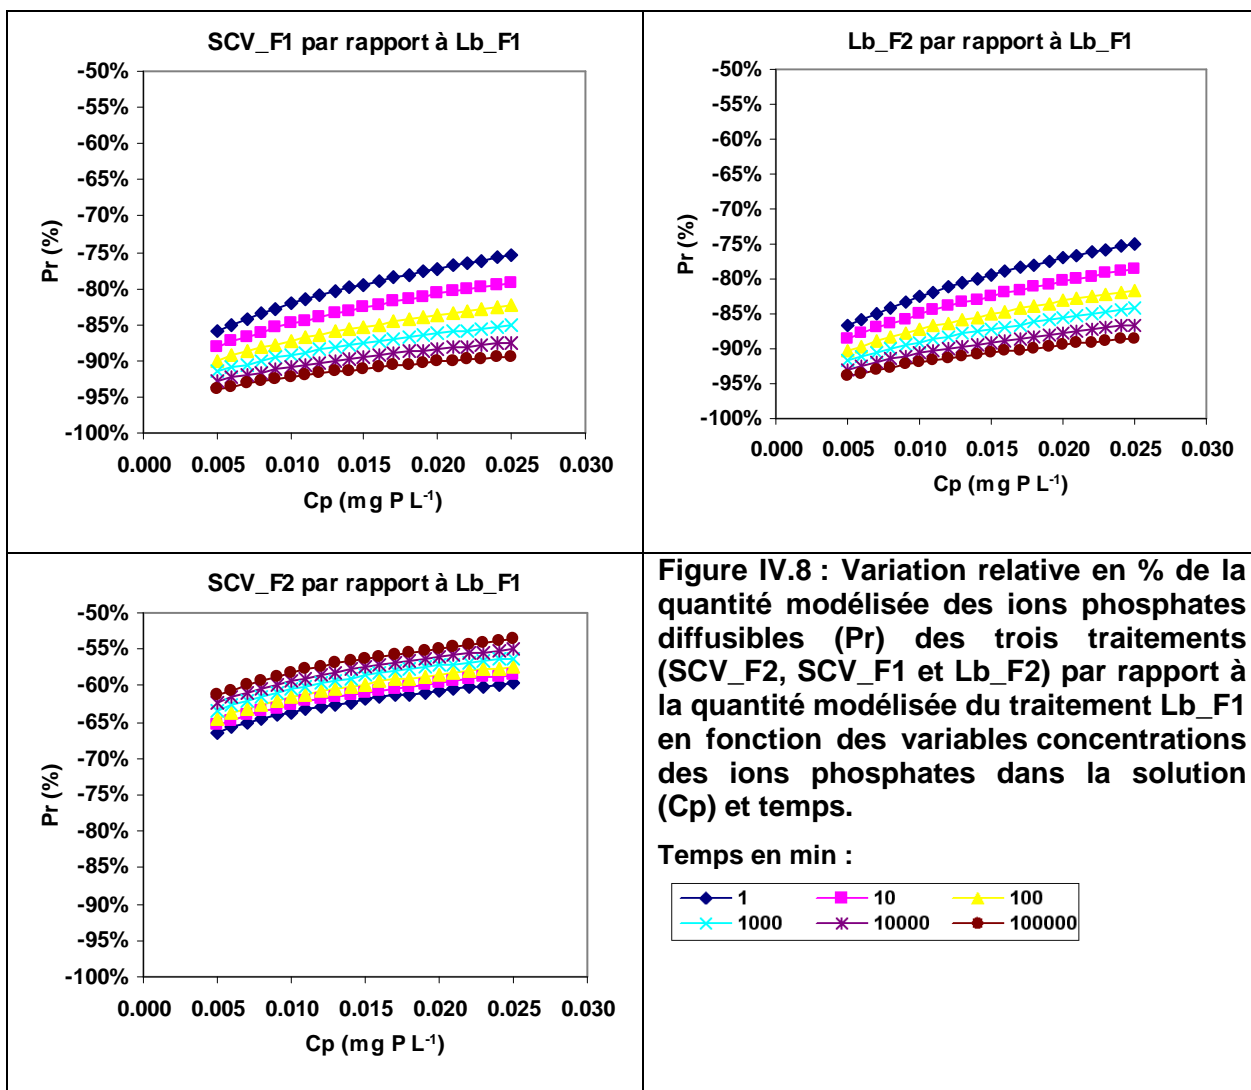 SCV_F1 par rapport à Lb_F1
-50%
-55%
-60%
-65%
-70%
-75%
-80%
-85%
-90%
-95%
-100%
Pr (%)
0.000 0.005 0.010 0.015 0.020 0.025 0.030
Cp (mg P L-1)
Lb_F2 par rapport à Lb_F1
-50%
-55%
-60%
-65%
-70%
-75%
-80%
-85%
-90%
-95%
-100%
Pr (%)
0.000 0.005 0.010 0.015 0.020 0.025 0.030
Cp (mg P L-1)
SCV_F2 par rapport à Lb_F1
-50%
-55%
-60%
-65%
-70%
-75%
-80%
-85%
-90%
-95%
-100%
Pr (%)
0.000 0.005 0.010 0.015 0.020 0.025 0.030
Cp (mg P L-1)
Figure IV.8 : Variation relative en % de la
quantité modélisée des ions phosphates
diffusibles (Pr) des trois traitements
(SCV_F2, SCV_F1 et Lb_F2) par rapport à
la quantité modélisée du traitement Lb_F1
en fonction des variables concentrations
des ions phosphates dans la solution
(Cp) et temps.
Temps en min :
1 10 100
1000 10000 100000